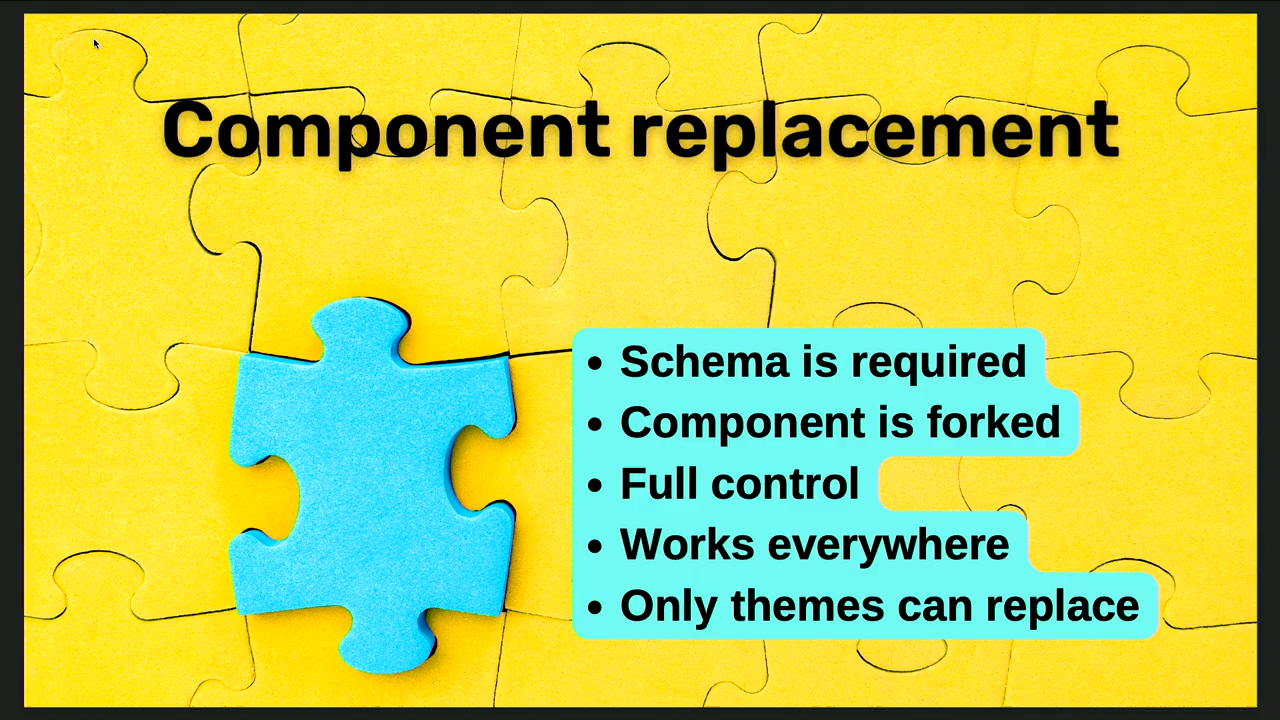 Component replacement
• Schema is required
• Component is forked
• Full control
• Works everywhere
• Only themes can replace